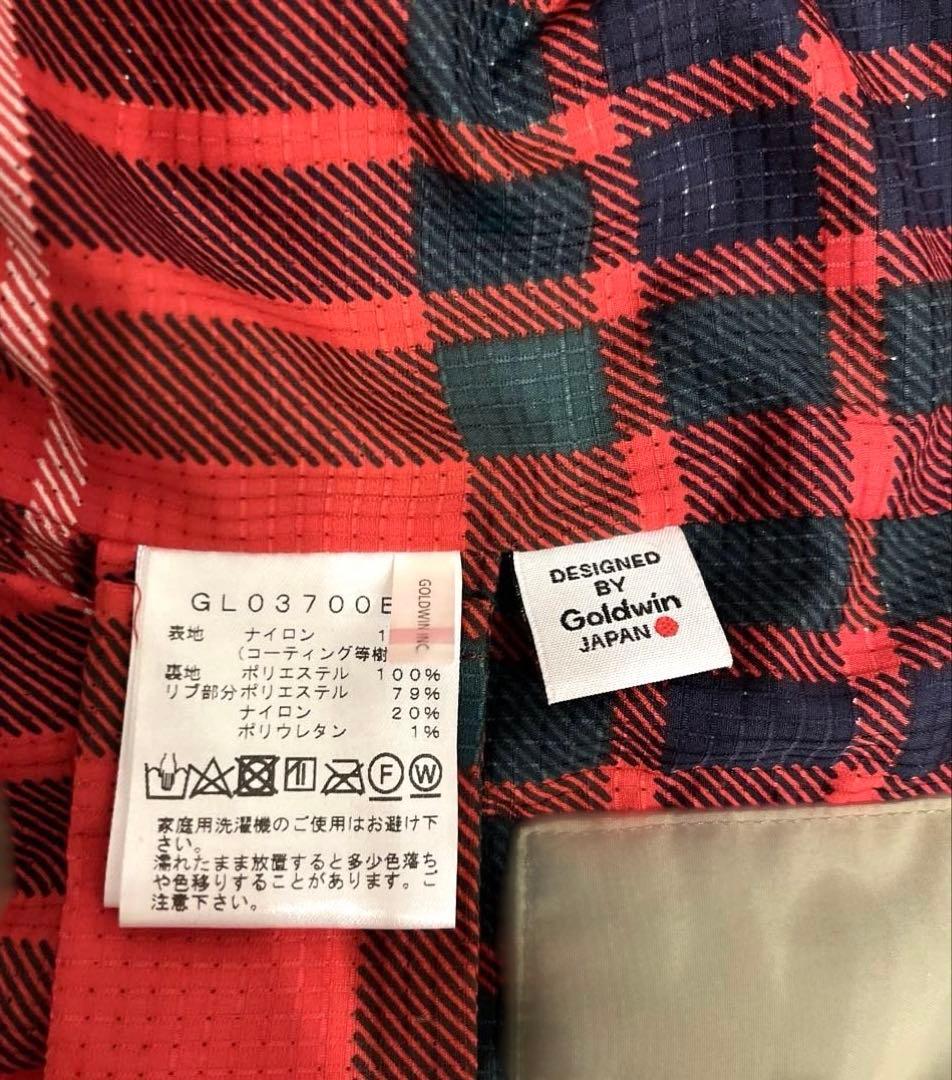 GL03700E
GOLDWIN INC
表地 ナイロン 1
(コーティング等樹
裏地 ポリエステル 100%
リブ部分ポリエステル 79%
ナイロン 20%
ポリウレタン 1%
F W
家庭用洗濯機のご使用はお避け下
さい。
濡れたまま放置すると多少色落ち
や色移りすることがあります。ご
注意下さい。
DESIGNED
BY
Goldwin
JAPAN